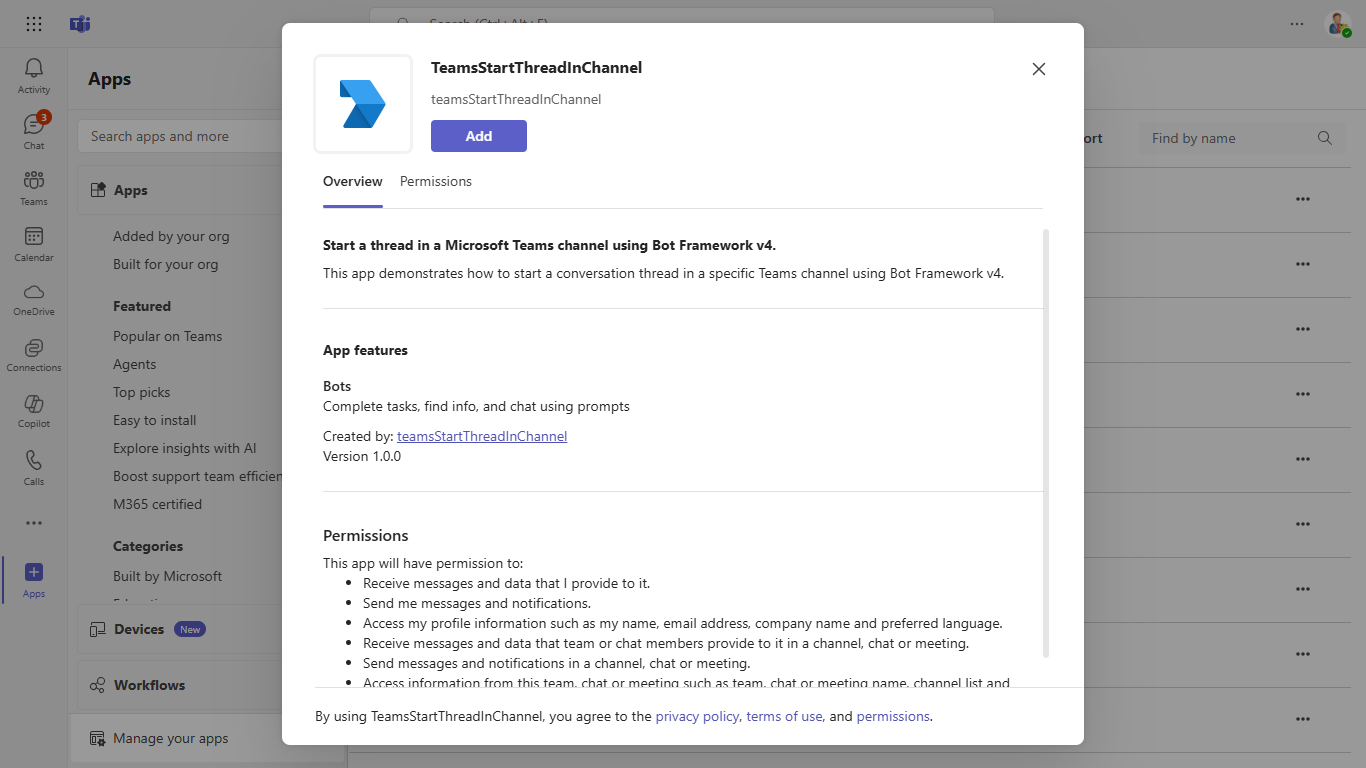 Search (Ctrl+Alt+E)
Activity
3
Chat
Teams
Calendar
OneDrive
Connections
Copilot
Calls
Apps
Apps
Search apps and more
Apps
Added by your org
Built for your org
Featured
Popular on Teams
Agents
Top picks
Easy to install
Explore insights with AI
Boost support team efficien
M365 certified
Categories
Built by Microsoft
Devices New
Workflows
Manage your apps
ort
Find by name
TeamsStartThreadInChannel
teamsStartThreadInChannel
Add
Overview Permissions
Start a thread in a Microsoft Teams channel using Bot Framework v4.
This app demonstrates how to start a conversation thread in a specific Teams channel using Bot Framework v4.
App features
Bots
Complete tasks, find info, and chat using prompts
Created by: teamsStartThreadInChannel
Version 1.0.0
Permissions
This app will have permission to:
• Receive messages and data that I provide to it.
• Send me messages and notifications.
• Access my profile information such as my name, email address, company name and preferred language.
• Receive messages and data that team or chat members provide to it in a channel, chat or meeting.
• Send messages and notifications in a channel, chat or meeting.
• Access information from this team, chat or meeting such as team, chat or meeting name, channel list and
By using TeamsStartThreadInChannel, you agree to the privacy policy, terms of use, and permissions.